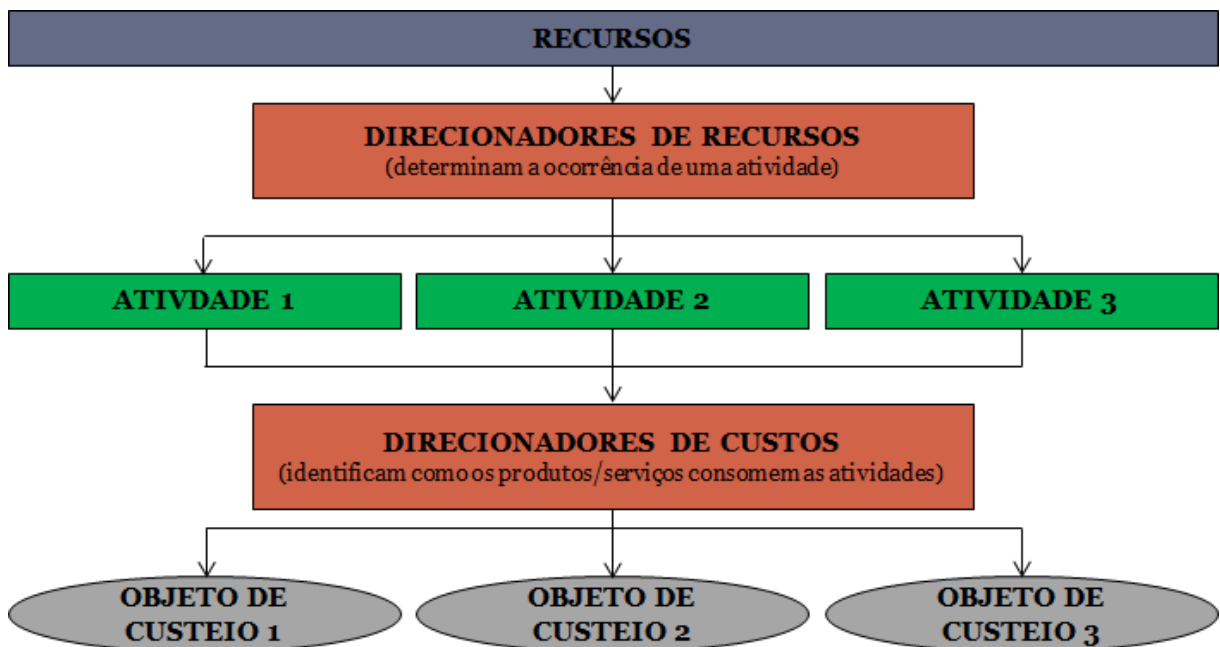 RECURSOS
DIRECIONADORES DE RECURSOS
(determinam a ocorrência de uma atividade)
ATIVDADE 1
ATIVIDADE 2
ATIVIDADE 3
DIRECIONADORES DE CUSTOS
(identificam como os produtos/serviços consomem as atividades)
OBJETO DE
CUSTEIO 1
OBJETO DE
CUSTEIO 2
OBJETO DE
CUSTEIO 3